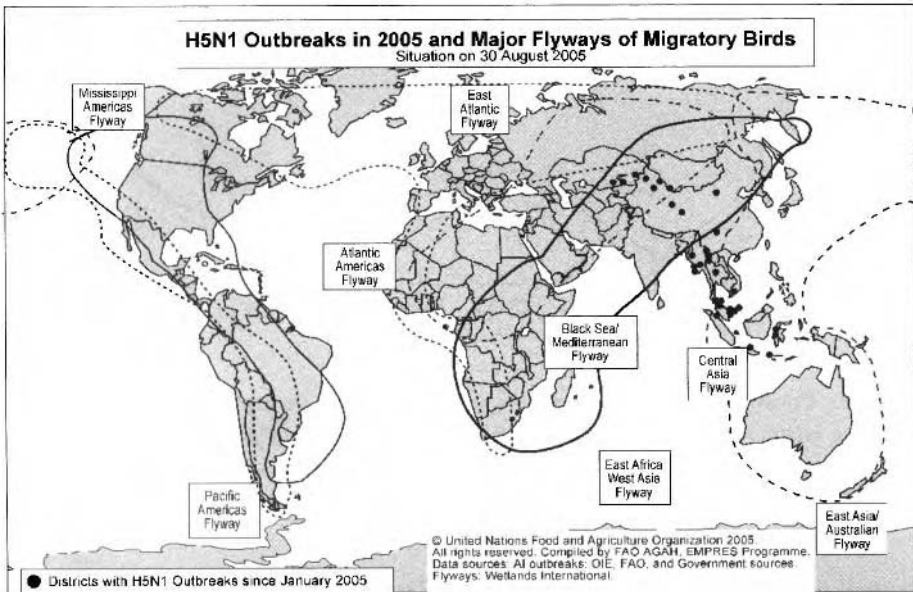 H5N1 Outbreaks in 2005 and Major Flyways of Migratory Birds
Situation on 30 August 2005
Mississippi
Americas
Flyway
East
Atlantic
Flyway
Atlantic
Americas
Flyway
Black Sea/
Mediterranean
Flyway
Central
Asia
Flyway
East Africa
West Asia
Flyway
Pacific
Americas
Flyway
East Asia/
Australian
Flyway
© United Nations Food and Agriculture Organization 2005.
All rights reserved. Compiled by FAO AGAH, EMPRES Programme.
Data sources: AI outbreaks: OIE, FAO, and Government sources.
Flyways: Wetlands International.
Districts with H5N1 Outbreaks since January 2005